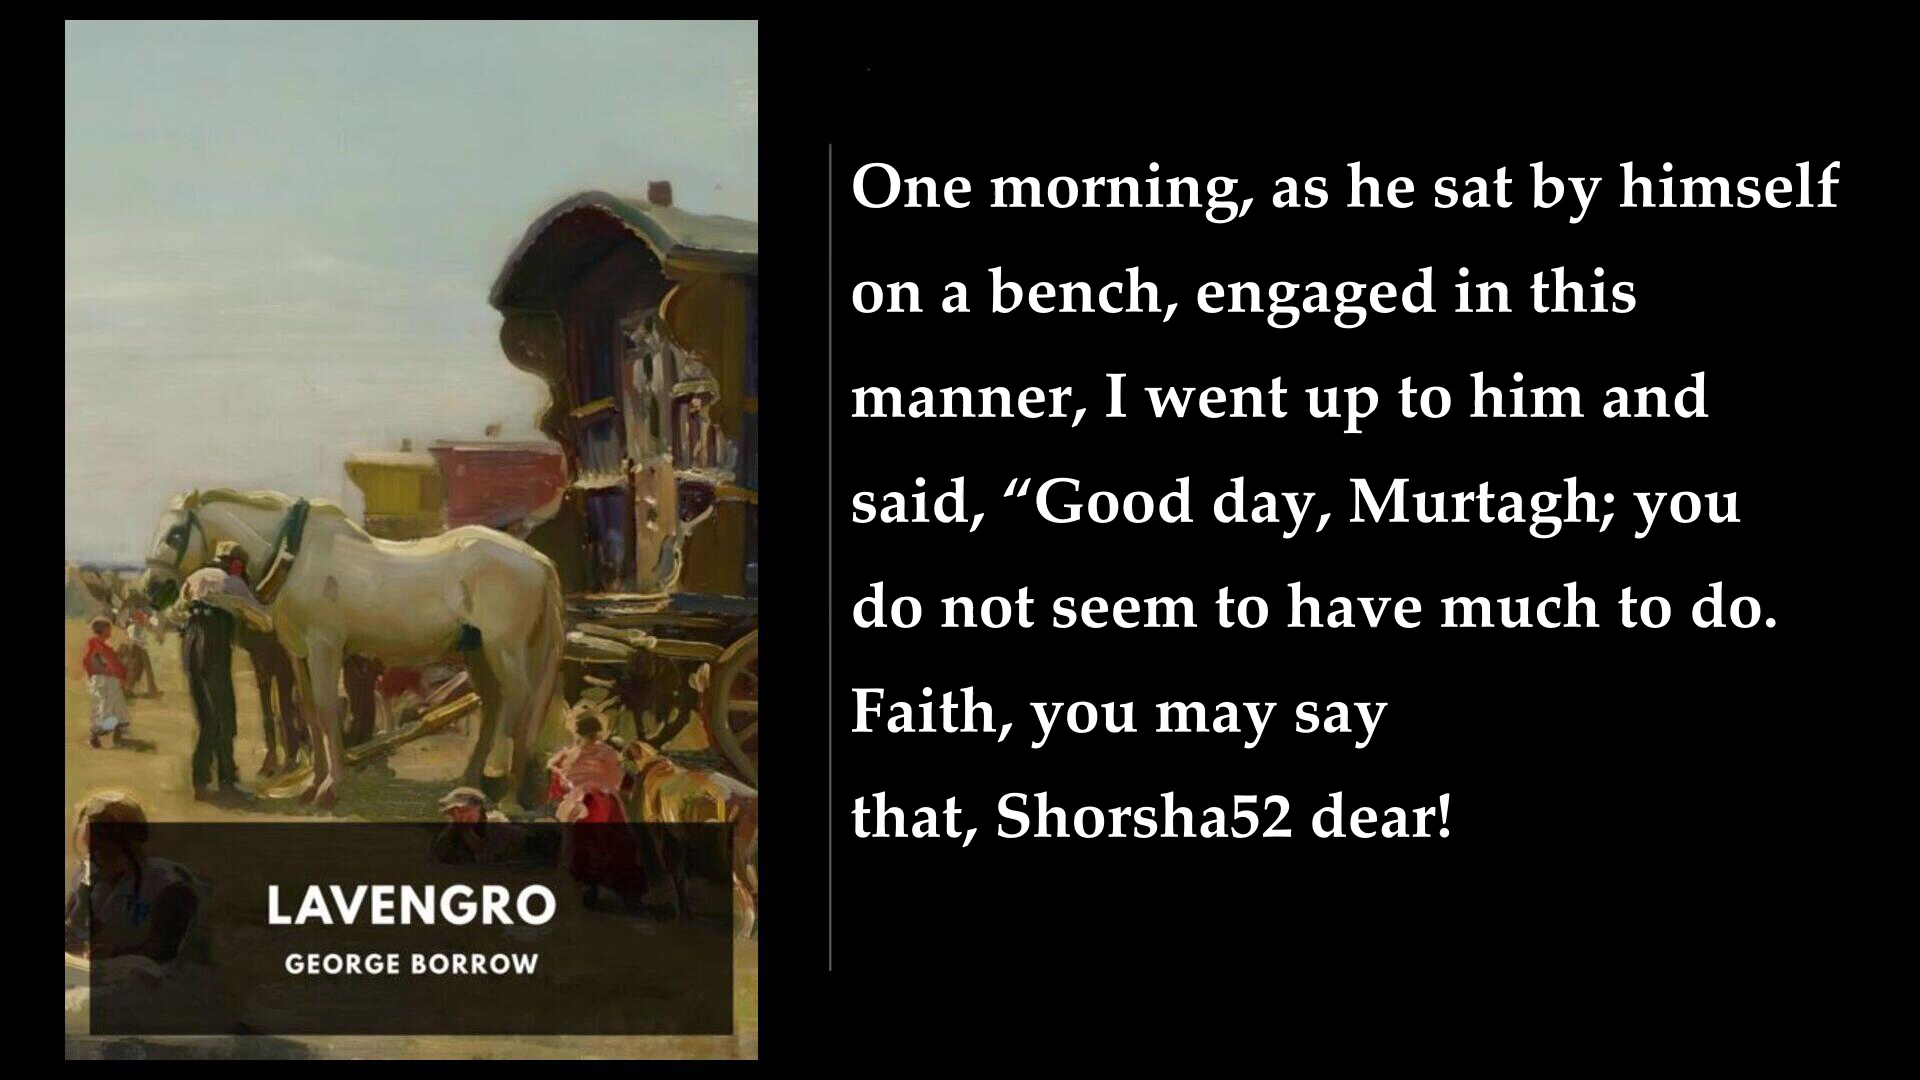 LAVENGRO
GEORGE BORROW
One morning, as he sat by himself
on a bench, engaged in this
manner, I went up to him and
said, “Good day, Murtagh; you
do not seem to have much to do.
Faith, you may say
that, Shorsha52 dear!